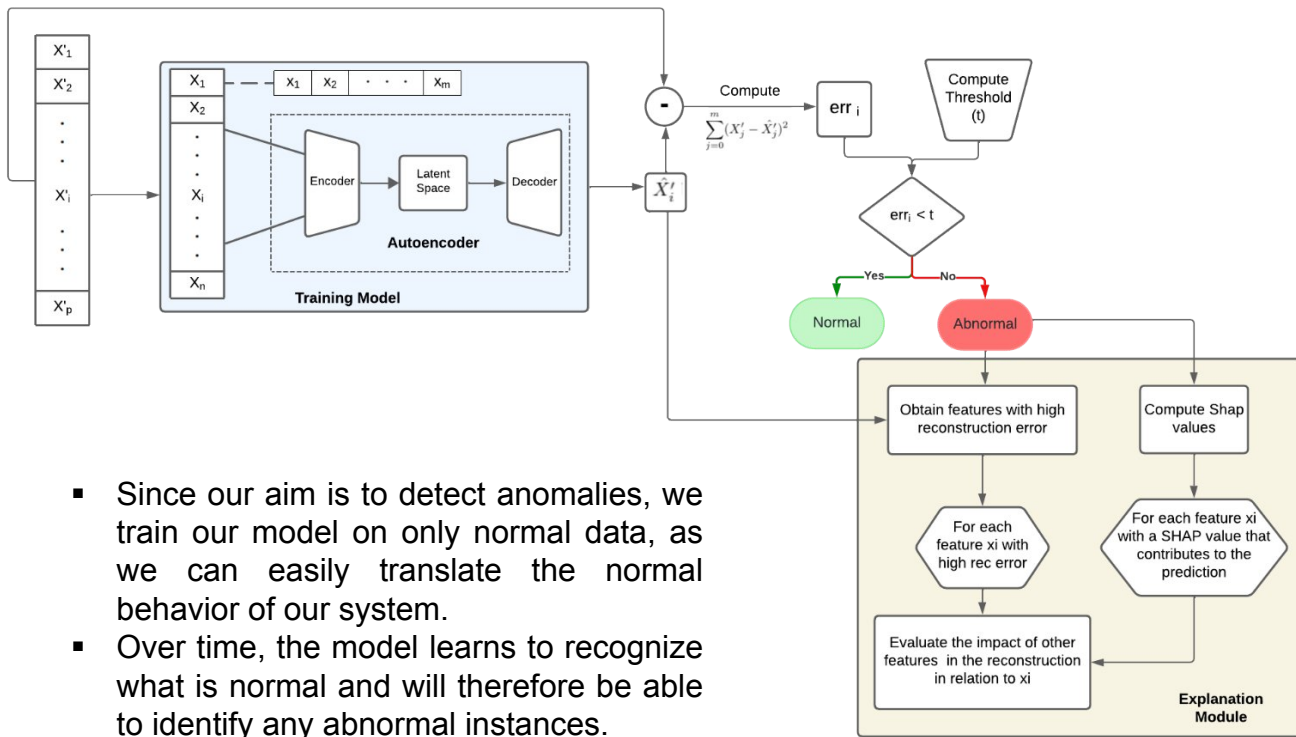 X'1
X'2
.
.
.
X'i
.
.
.
X'p
X1
X2
.
.
.
Xi
.
.
.
Xn
x1 x2 . . . xm
Encoder
Latent
Space
Decoder
Autoencoder
Training Model
-
X̂'i
Compute
∑_{j=0}^{m}(X'_j − X̂'_j)²
err i
Compute
Threshold
(t)
erri < t
Yes
No
Normal
Abnormal
Obtain features with high
reconstruction error
Compute Shap
values
For each
feature xi with
high rec error
For each feature xi
with a SHAP value that
contributes to the
prediction
Evaluate the impact of other
features in the reconstruction
in relation to xi
Explanation
Module
▪ Since our aim is to detect anomalies, we
train our model on only normal data, as
we can easily translate the normal
behavior of our system.
▪ Over time, the model learns to recognize
what is normal and will therefore be able
to identify any abnormal instances.